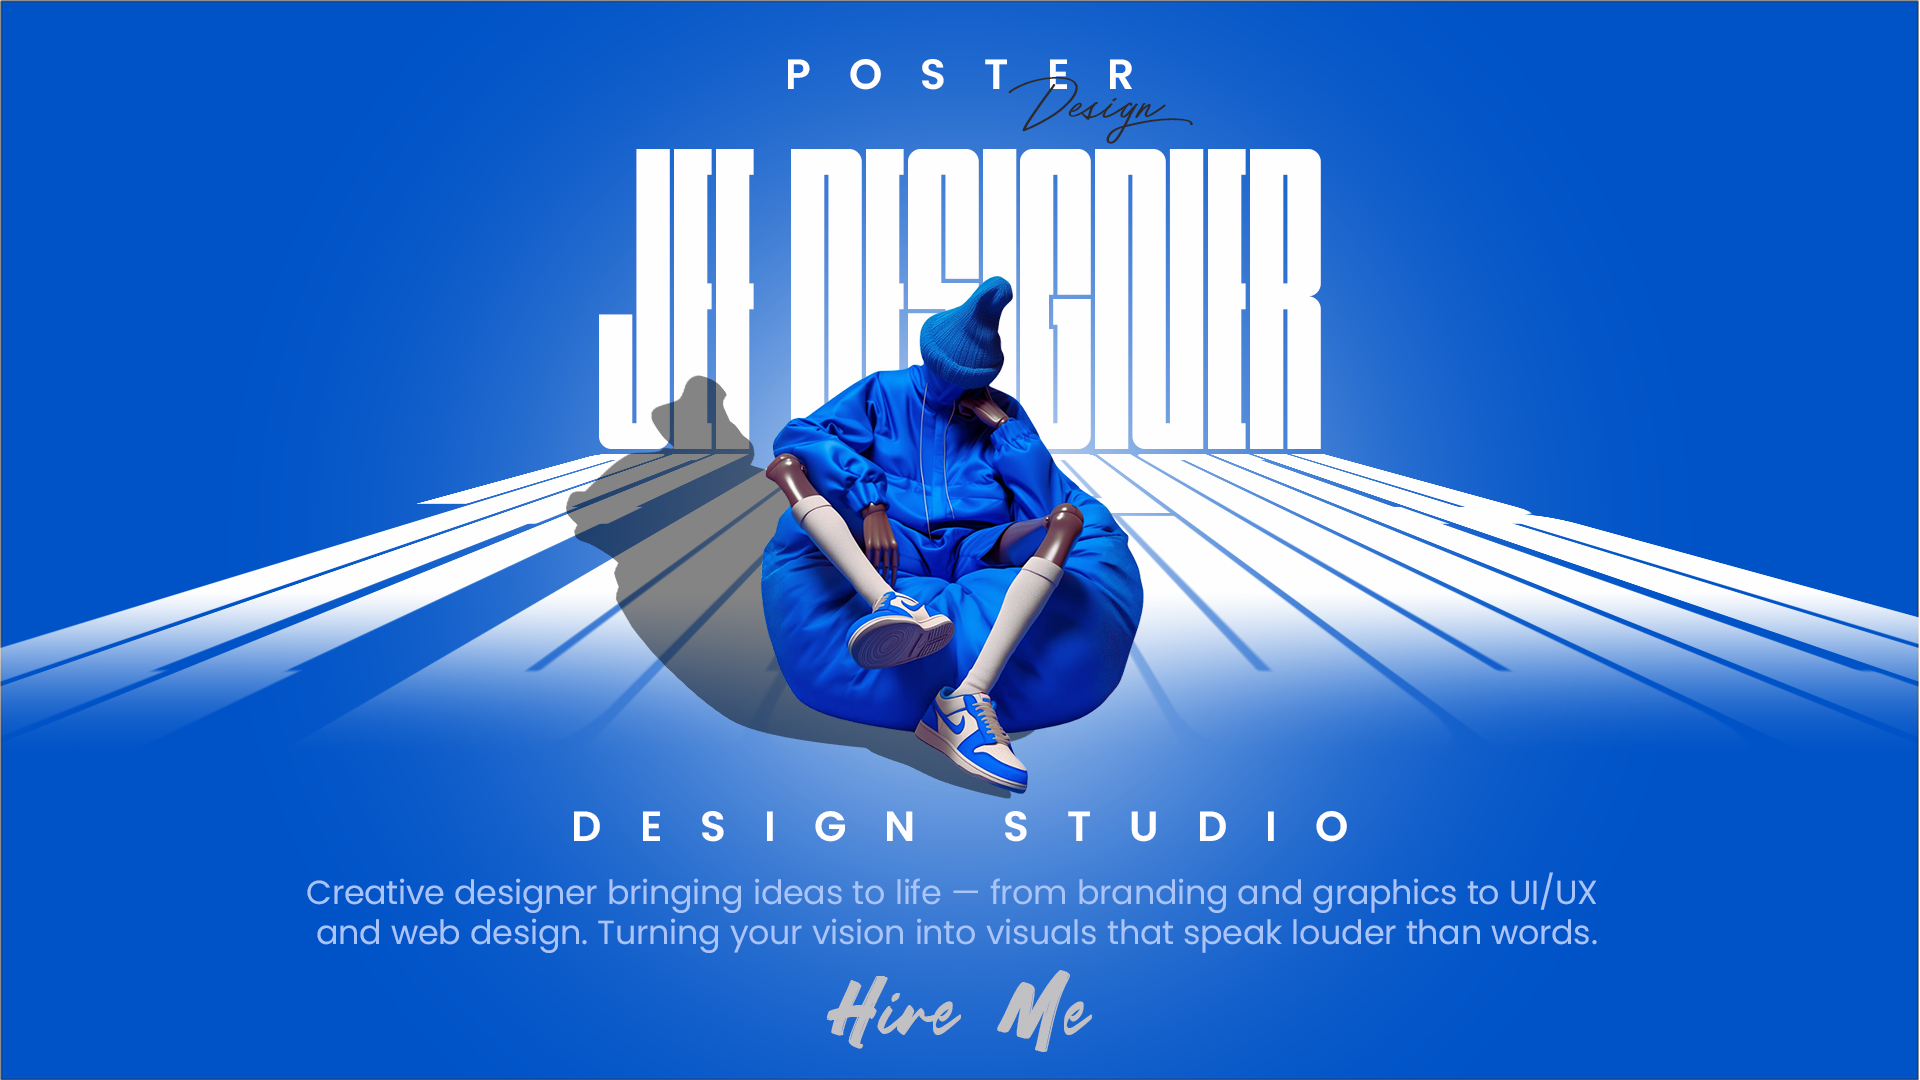 POSTER
Design
JEE DESIGNER
DESIGN STUDIO
Creative designer bringing ideas to life — from branding and graphics to UI/UX
and web design. Turning your vision into visuals that speak louder than words.
Hire Me